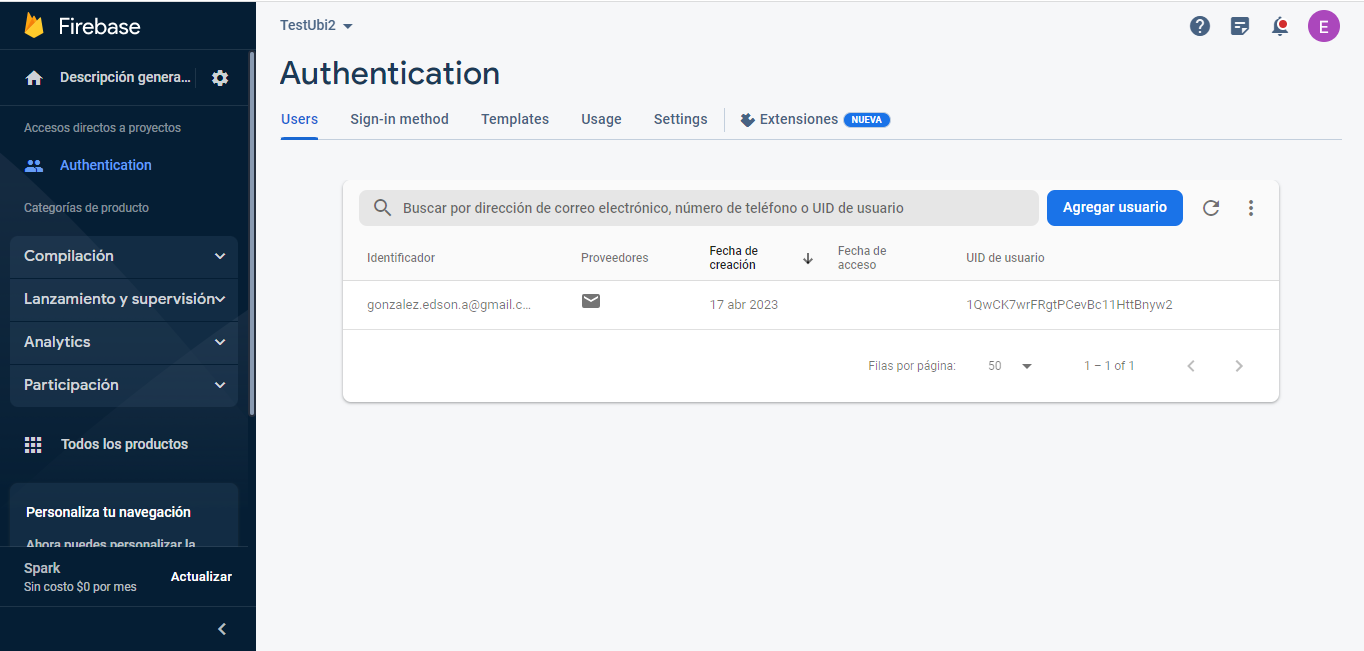 Firebase
Descripción genera...
Accesos directos a proyectos
Authentication
Categorías de producto
Compilación
Lanzamiento y supervisión
Analytics
Participación
Todos los productos
Personaliza tu navegación
Ahora puedes personalizar la
Spark
Sin costo $0 por mes
Actualizar
TestUbi2
E
Authentication
Users Sign-in method Templates Usage Settings Extensiones NUEVA
Buscar por dirección de correo electrónico, número de teléfono o UID de usuario
Agregar usuario
Identificador Proveedores Fecha de creación Fecha de acceso UID de usuario
gonzalez.edson.a@gmail.c... 17 abr 2023 1QwCK7wrFRgtPCevBc11HttBnyw2
Filas por página: 50 1 – 1 of 1